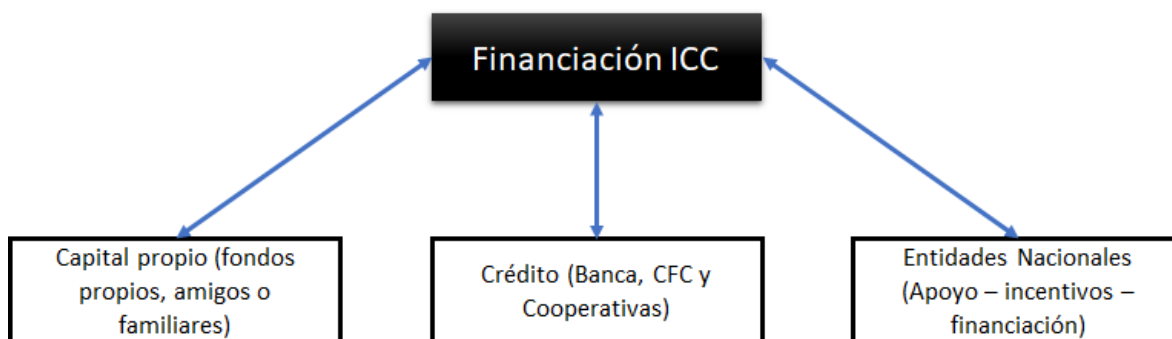 Financiación ICC
Capital propio (fondos
propios, amigos o
familiares)
Crédito (Banca, CFC y
Cooperativas)
Entidades Nacionales
(Apoyo – incentivos –
financiación)